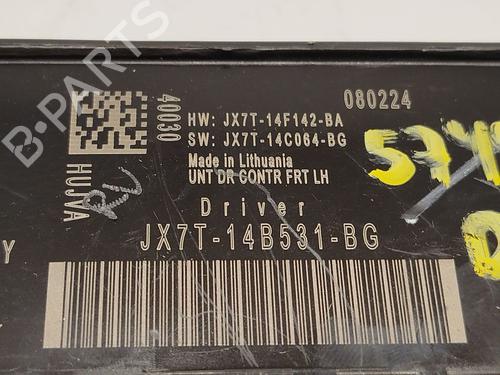 B-PARTS
40030
HUJVA
HW: JX7T-14F142-BA
SW: JX7T-14C064-BG
Made in Lithuania
UNT DR CONTR FRT LH
080224
Driver
JX7T-14B531-BG
Y